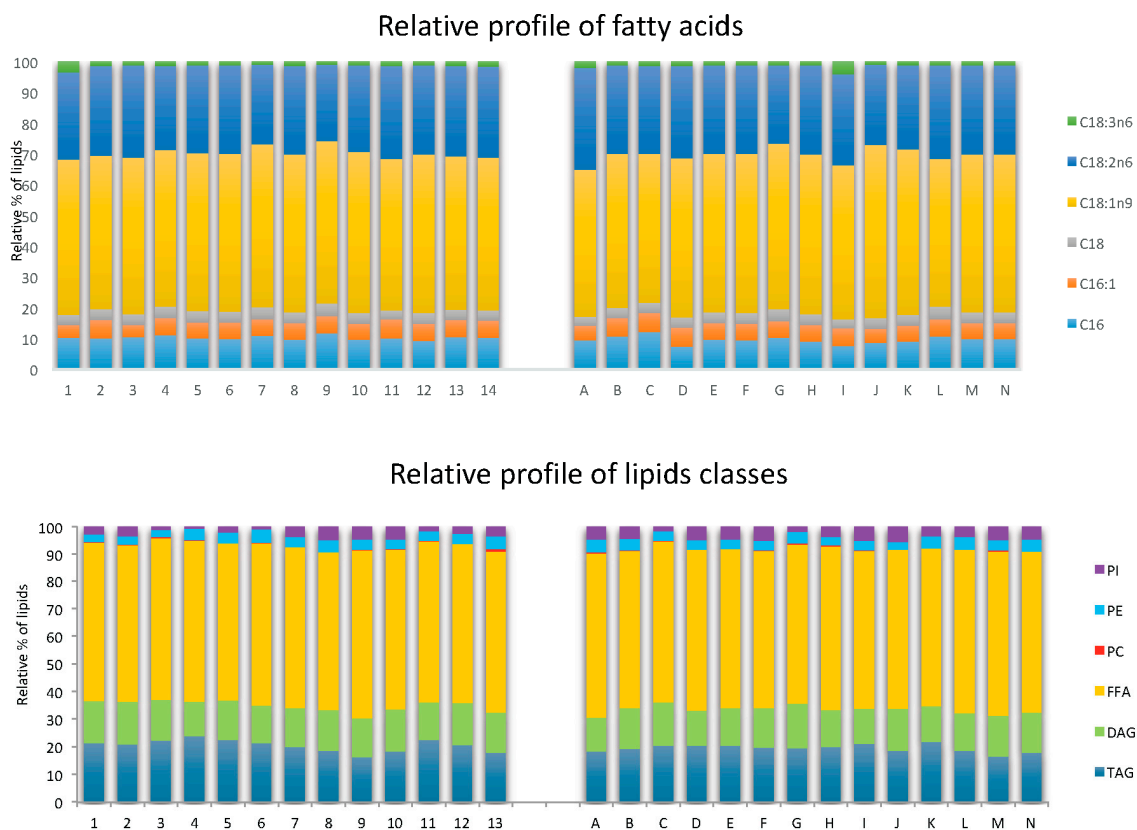 Relative profile of fatty acids
Relative % of lipids
100
90
80
70
60
50
40
30
20
10
0
1 2 3 4 5 6 7 8 9 10 11 12 13 14 A B C D E F G H I J K L M N
C18:3n6
C18:2n6
C18:1n9
C18
C16:1
C16
Relative profile of lipids classes
Relative % of lipids
100
90
80
70
60
50
40
30
20
10
0
1 2 3 4 5 6 7 8 9 10 11 12 13 A B C D E F G H I J K L M N
PI
PE
PC
FFA
DAG
TAG